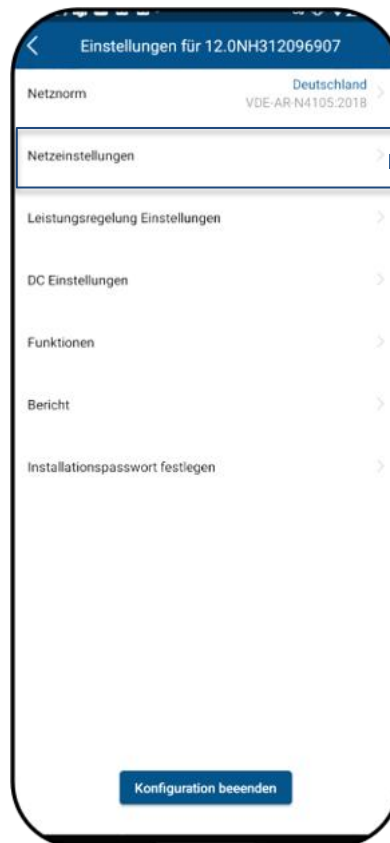 Einstellungen für 12.0NH312096907
Netznorm
Deutschland
VDE-AR-N4105:2018
Netzeinstellungen
Leistungsregelung Einstellungen
DC Einstellungen
Funktionen
Bericht
Installationspasswort festlegen
Konfiguration beeenden